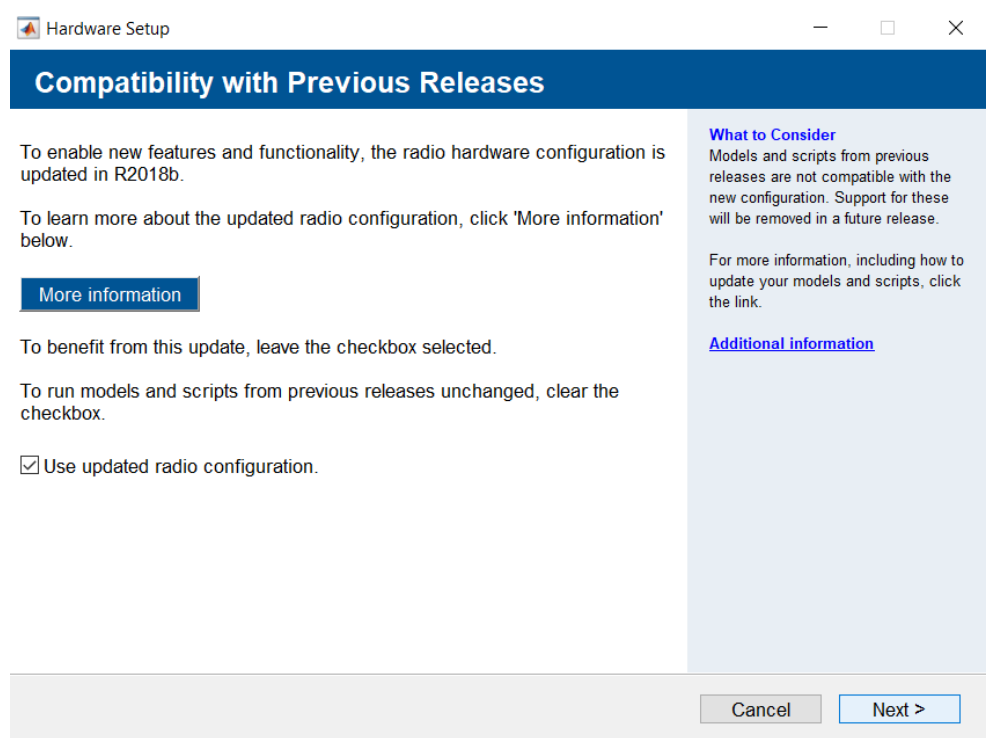 Hardware Setup
Compatibility with Previous Releases
To enable new features and functionality, the radio hardware configuration is
updated in R2018b.
To learn more about the updated radio configuration, click 'More information'
below.
More information
To benefit from this update, leave the checkbox selected.
To run models and scripts from previous releases unchanged, clear the
checkbox.
Use updated radio configuration.
What to Consider
Models and scripts from previous
releases are not compatible with the
new configuration. Support for these
will be removed in a future release.
For more information, including how to
update your models and scripts, click
the link.
Additional information
Cancel
Next >